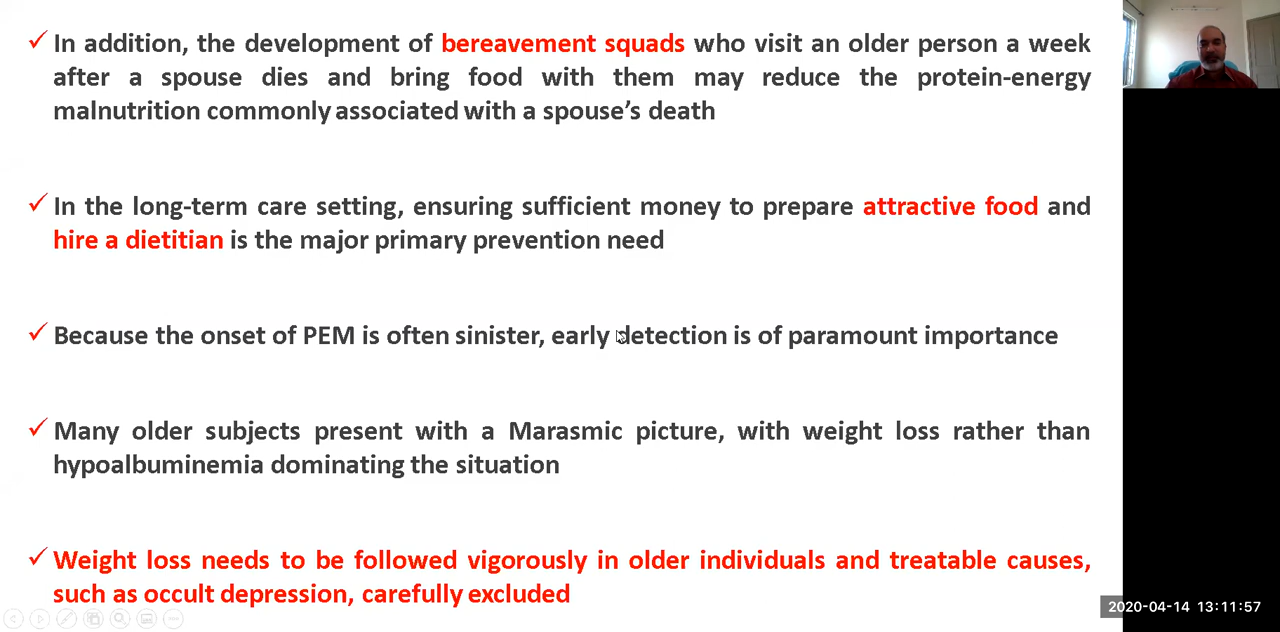 In addition, the development of bereavement squads who visit an older person a week
after a spouse dies and bring food with them may reduce the protein-energy
malnutrition commonly associated with a spouse’s death
In the long-term care setting, ensuring sufficient money to prepare attractive food and
hire a dietitian is the major primary prevention need
Because the onset of PEM is often sinister, early detection is of paramount importance
Many older subjects present with a Marasmic picture, with weight loss rather than
hypoalbuminemia dominating the situation
Weight loss needs to be followed vigorously in older individuals and treatable causes,
such as occult depression, carefully excluded
2020-04-14 13:11:57